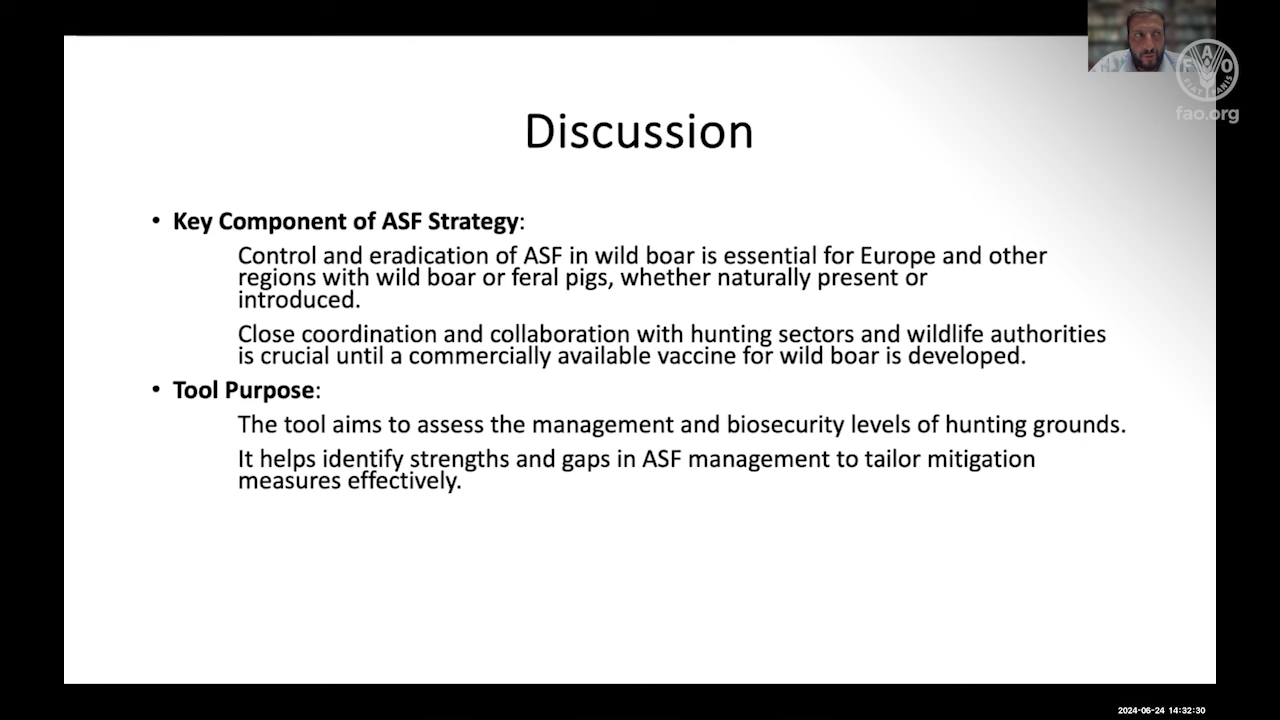 FAO
FIAT PANIS
fao.org
Discussion
• Key Component of ASF Strategy:
Control and eradication of ASF in wild boar is essential for Europe and other
regions with wild boar or feral pigs, whether naturally present or
introduced.
Close coordination and collaboration with hunting sectors and wildlife authorities
is crucial until a commercially available vaccine for wild boar is developed.
• Tool Purpose:
The tool aims to assess the management and biosecurity levels of hunting grounds.
It helps identify strengths and gaps in ASF management to tailor mitigation
measures effectively.
2024-06-24 14:32:30